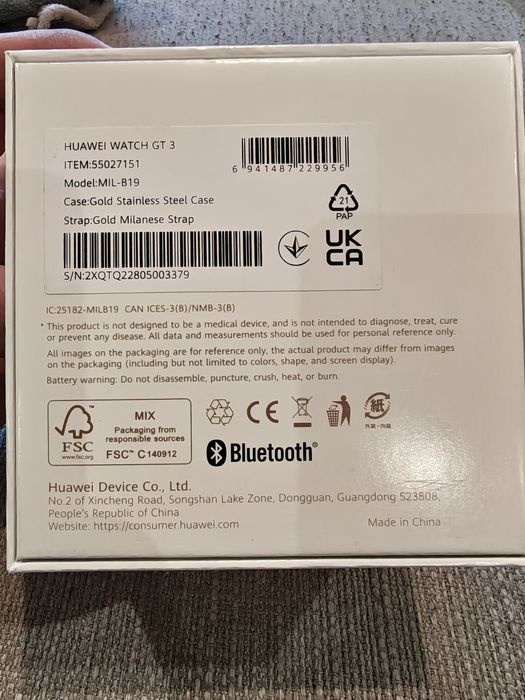 HUAWEI WATCH GT 3
ITEM:55027151
Model:MIL-B19
Case:Gold Stainless Steel Case
Strap:Gold Milanese Strap
6 941487 229956
21
PAP
UK
CA
S/N:2XQTQ22805003379
IC:25182-MILB19 CAN ICES-3(B)/NMB-3(B)
* This product is not designed to be a medical device, and is not intended to diagnose, treat, cure
or prevent any disease. All data and measurements should be used for personal reference only.
All images on the packaging are for reference only, the actual product may differ from images
on the packaging (including but not limited to colors, shape, and screen display).
Battery warning: Do not disassemble, puncture, crush, heat, or burn.
FSC
www.fsc.org
MIX
Packaging from
responsible sources
FSC™ C140912
CE
紙
外装・内箱
Bluetooth®
Huawei Device Co., Ltd.
No.2 of Xincheng Road, Songshan Lake Zone, Dongguan, Guangdong 523808,
People's Republic of China
Website: https://consumer.huawei.com
Made in China